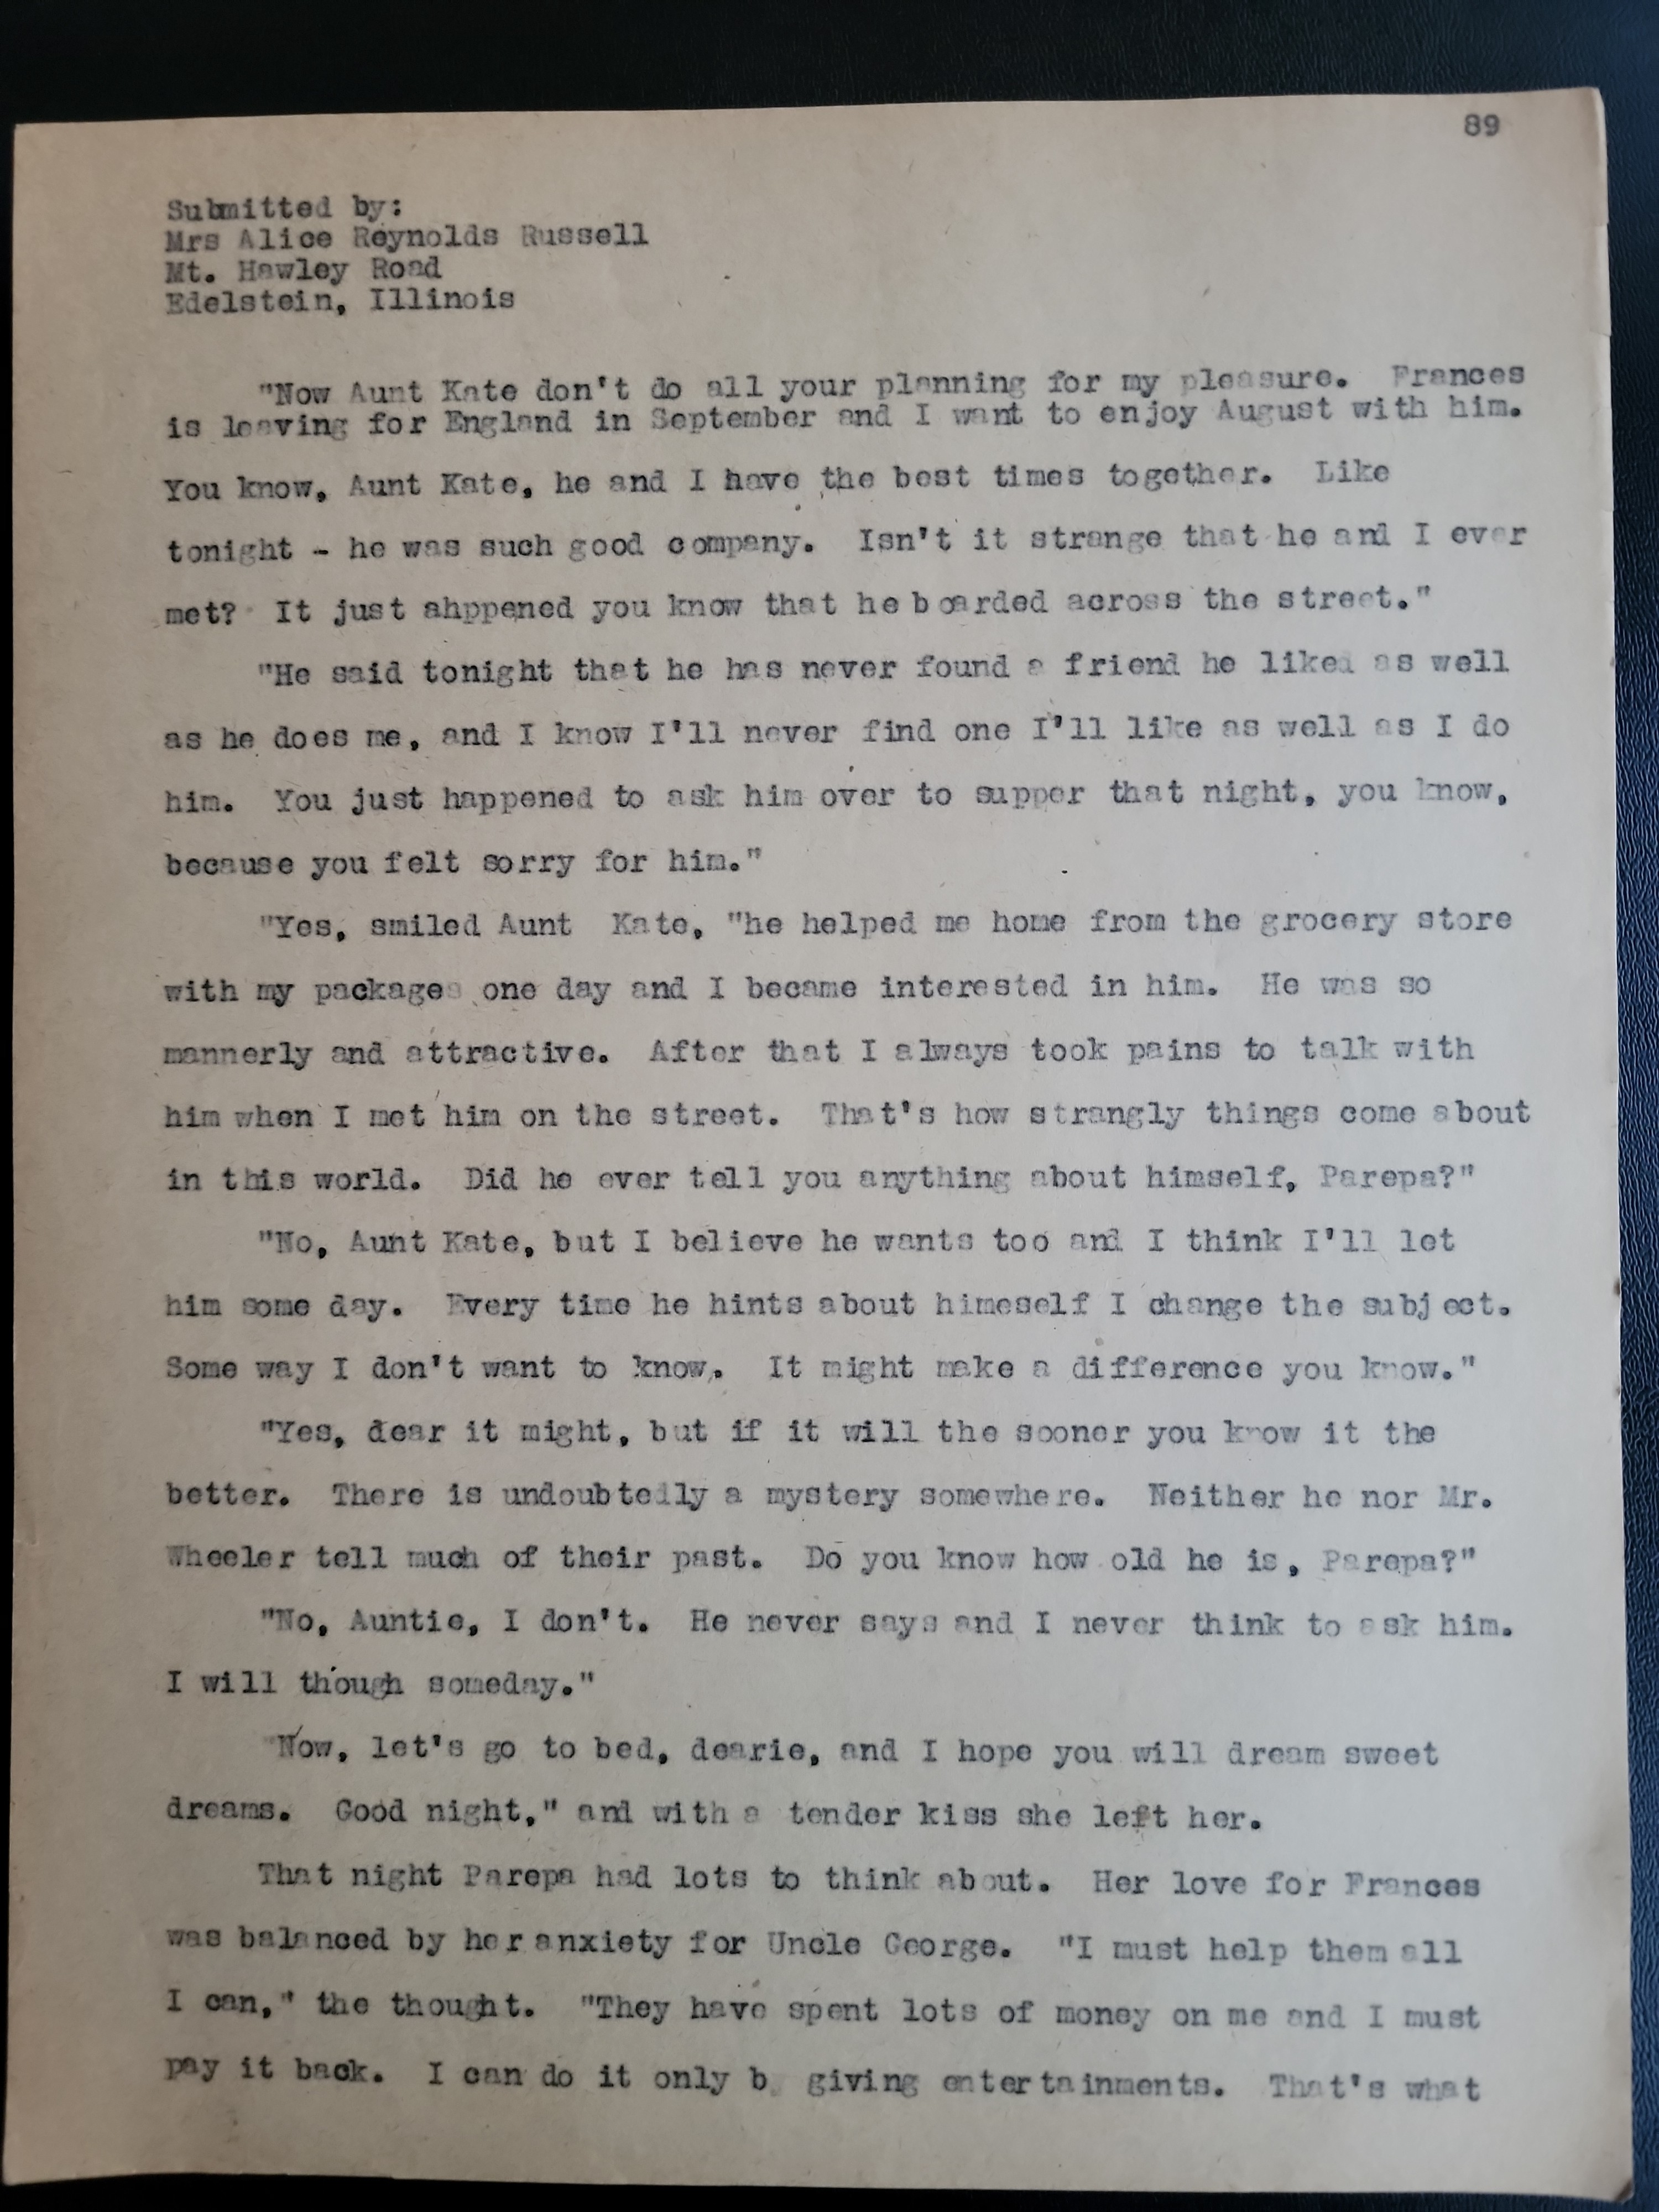 89
Submitted by:
Mrs Alice Reynolds Russell
Mt. Hawley Road
Edelstein, Illinois
"Now Aunt Kate don't do all your planning for my pleasure.  Frances
is leaving for England in September and I want to enjoy August with him.
You know, Aunt Kate, he and I have the best times together.  Like
tonight - he was such good company.  Isn't it strange that he and I ever
met?  It just ahppened you know that he boarded across the street."
"He said tonight that he has never found a friend he liked as well
as he does me, and I know I'll never find one I'll like as well as I do
him.  You just happened to ask him over to supper that night, you know,
because you felt sorry for him."
"Yes, smiled Aunt  Kate, "he helped me home from the grocery store
with my packages one day and I became interested in him.  He was so
mannerly and attractive.  After that I always took pains to talk with
him when I met him on the street.  That's how strangly things come about
in this world.  Did he ever tell you anything about himself, Parepa?"
"No, Aunt Kate, but I believe he wants too and I think I'll let
him some day.  Every time he hints about himeself I change the subject.
Some way I don't want to know.  It might make a difference you know."
"Yes, dear it might, but if it will the sooner you know it the
better.  There is undoubtedly a mystery somewhere.  Neither he nor Mr.
Wheeler tell much of their past.  Do you know how old he is, Parepa?"
"No, Auntie, I don't.  He never says and I never think to ask him.
I will though someday."
"Now, let's go to bed, dearie, and I hope you will dream sweet
dreams.  Good night," and with a tender kiss she left her.
That night Parepa had lots to think about.  Her love for Frances
was balanced by her anxiety for Uncle George.  "I must help them all
I can," the thought.  "They have spent lots of money on me and I must
pay it back.  I can do it only b giving entertainments.  That's what